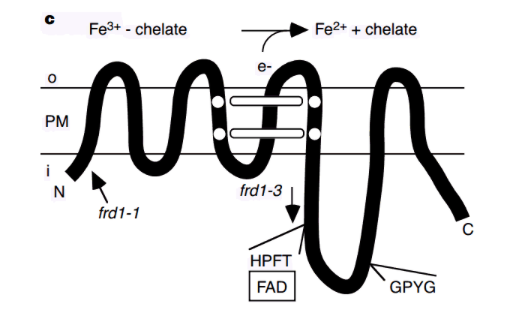 c
Fe3+ - chelate
Fe2+ + chelate
e-
o
PM
i
N
frd1-1
frd1-3
HPFT
FAD
GPYG
C